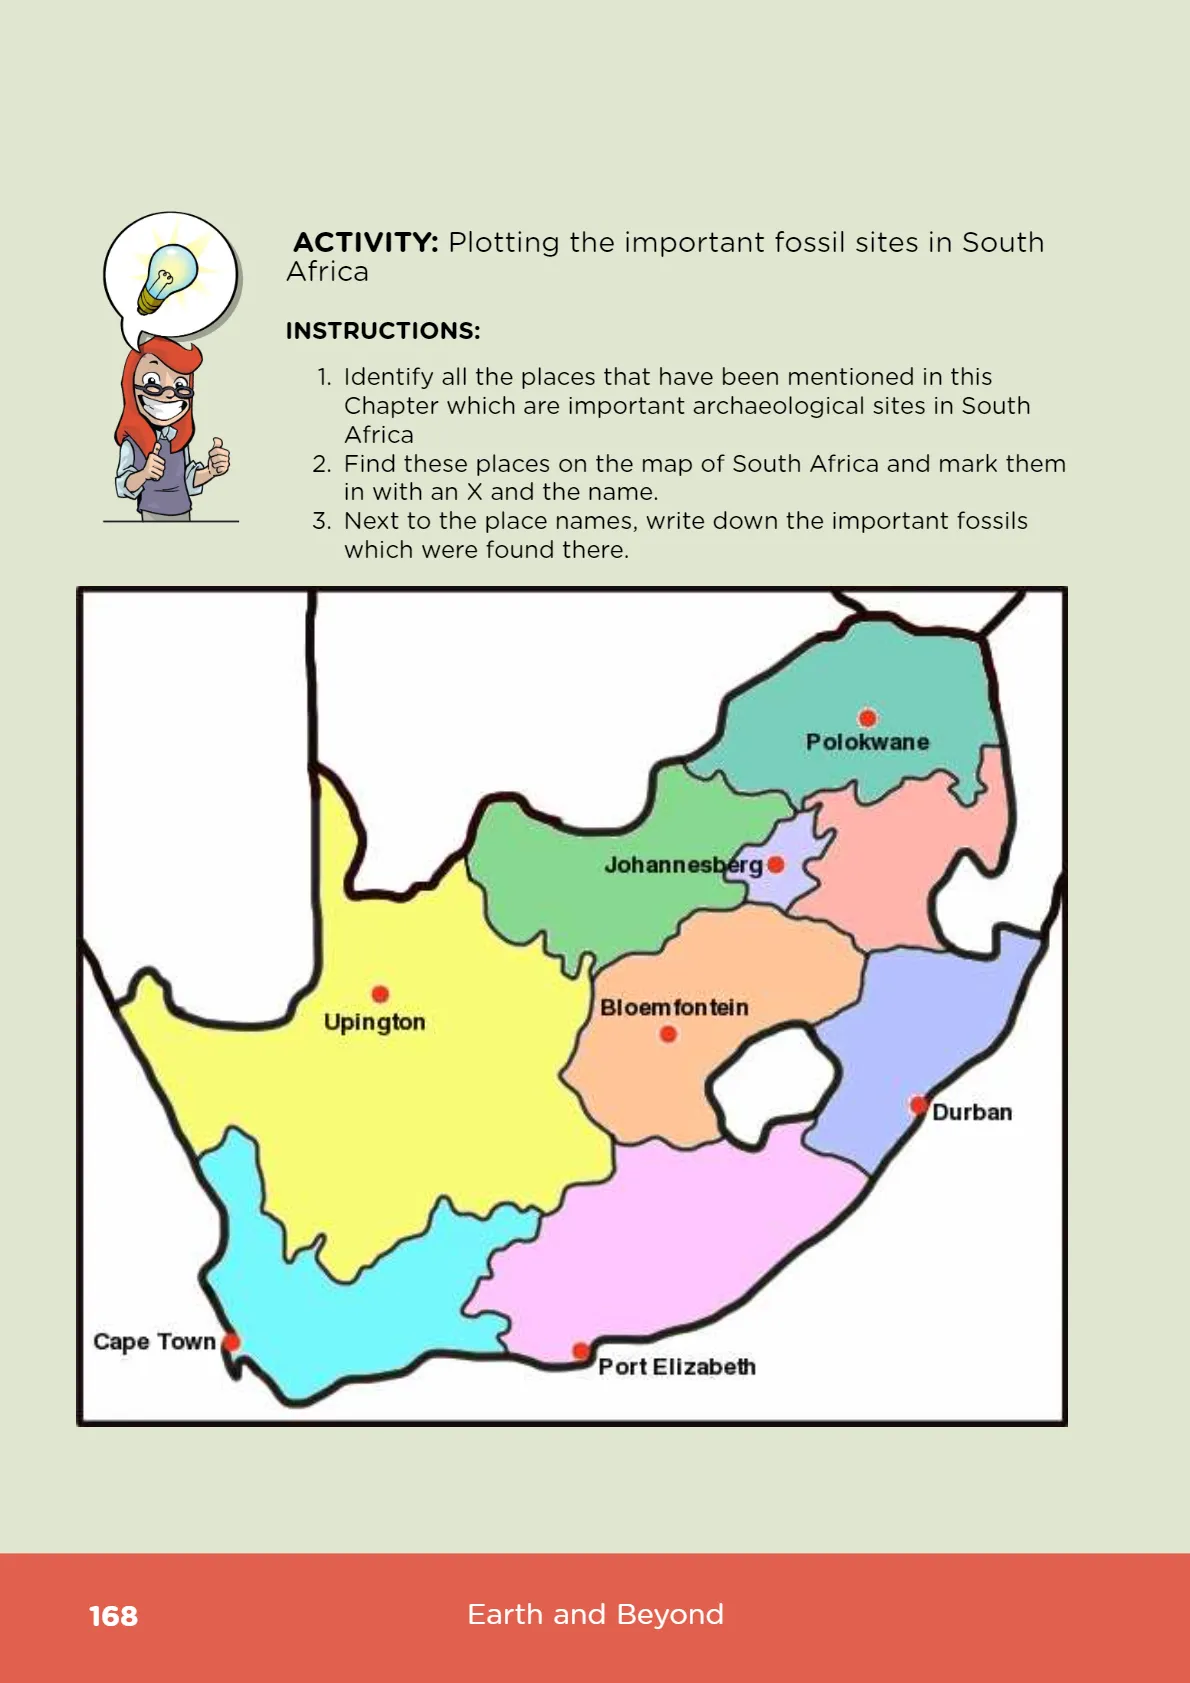 ACTIVITY: Plotting the important fossil sites in South
Africa
INSTRUCTIONS:
1. Identify all the places that have been mentioned in this
Chapter which are important archaeological sites in South
Africa
2. Find these places on the map of South Africa and mark them
in with an X and the name.
3. Next to the place names, write down the important fossils
which were found there.
Polokwane
Johannesberg
Bloemfontein
Upington
Durban
Cape Town
Port Elizabeth
168
Earth and Beyond